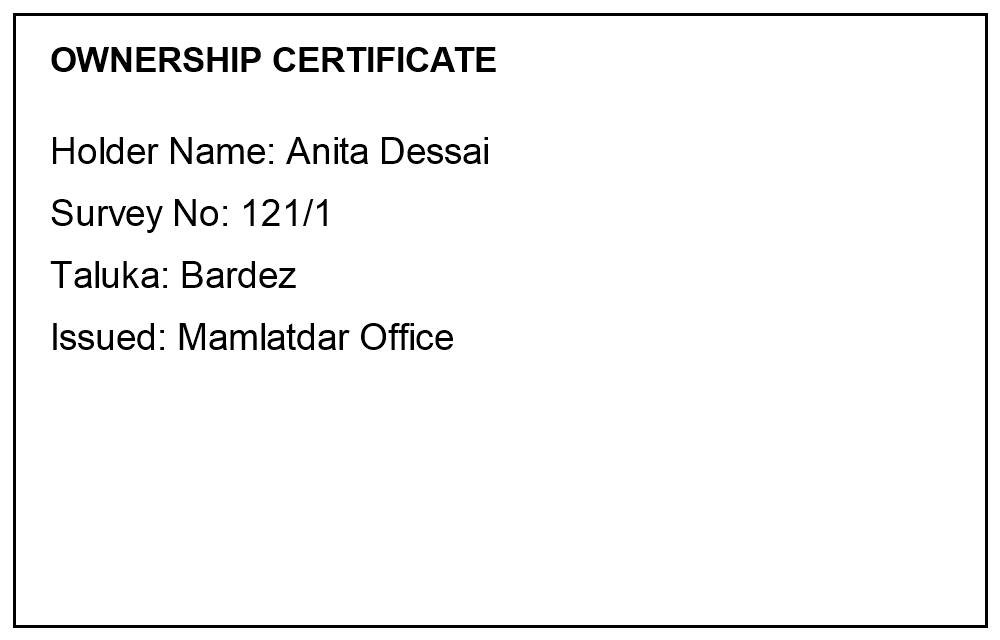 OWNERSHIP CERTIFICATE
Holder Name: Anita Dessai
Survey No: 121/1
Taluka: Bardez
Issued: Mamlatdar Office